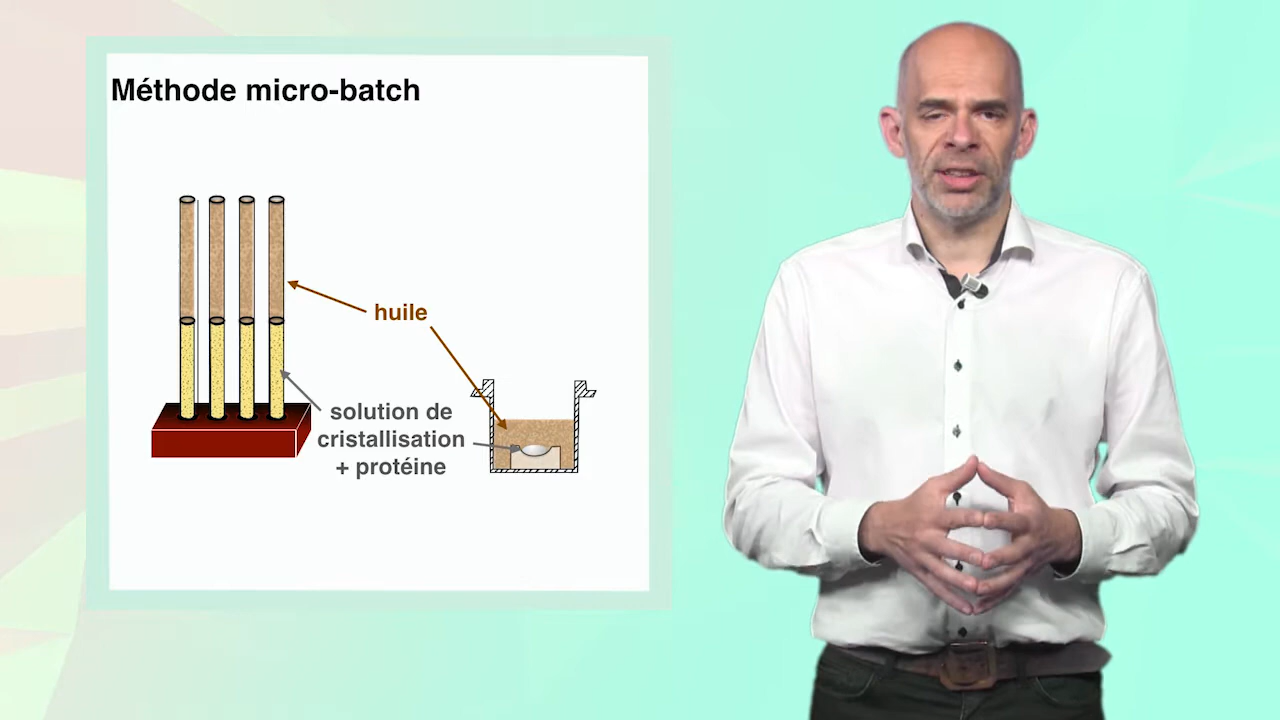 Méthode micro-batch
huile
solution de
cristallisation
+ protéine